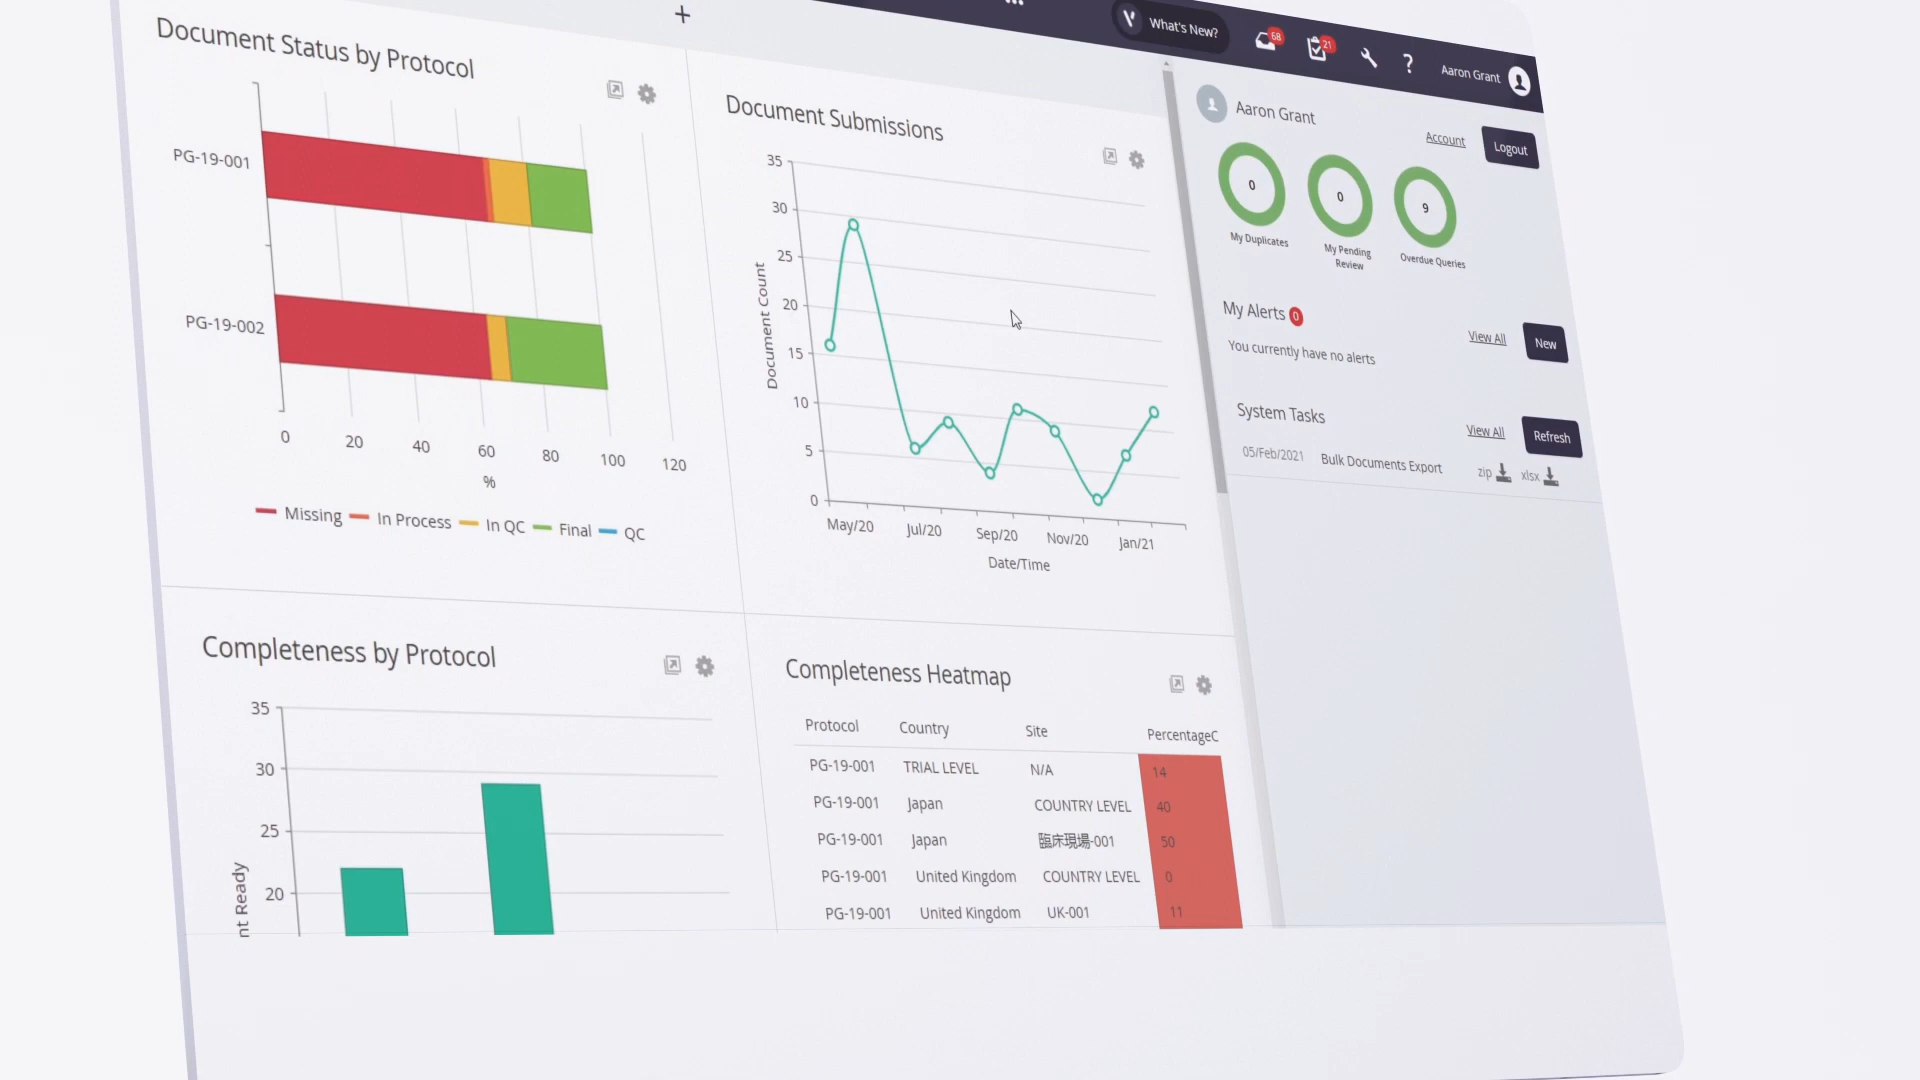 What's New?
68
21
?
Aaron Grant
Document Status by Protocol
PG-19-001
PG-19-002
0 20 40 60 80 100 120
%
Missing In Process In QC Final QC
Document Submissions
35
30
25
20
15
10
5
0
Document Count
May/20 Jul/20 Sep/20 Nov/20 Jan/21
Date/Time
Aaron Grant
Account
Logout
0
0
9
My Duplicates
My Pending
Review
Overdue Queries
My Alerts 0
View All
New
You currently have no alerts
System Tasks
View All
Refresh
05/Feb/2021 Bulk Documents Export zip xlsx
Completeness by Protocol
35
30
25
20
nt Ready
Completeness Heatmap
Protocol Country Site PercentageC
PG-19-001 TRIAL LEVEL N/A 14
PG-19-001 Japan COUNTRY LEVEL 40
PG-19-001 Japan 臨床現場-001 50
PG-19-001 United Kingdom COUNTRY LEVEL 0
PG-19-001 United Kingdom UK-001 11